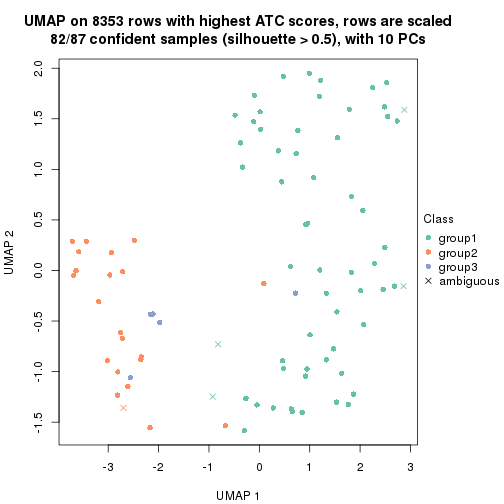 UMAP on 8353 rows with highest ATC scores, rows are scaled
82/87 confident samples (silhouette > 0.5), with 10 PCs
2.0
1.5
1.0
0.5
0.0
-0.5
-1.0
-1.5
UMAP 2
-3
-2
-1
0
1
2
3
UMAP 1
Class
group1
group2
group3
ambiguous